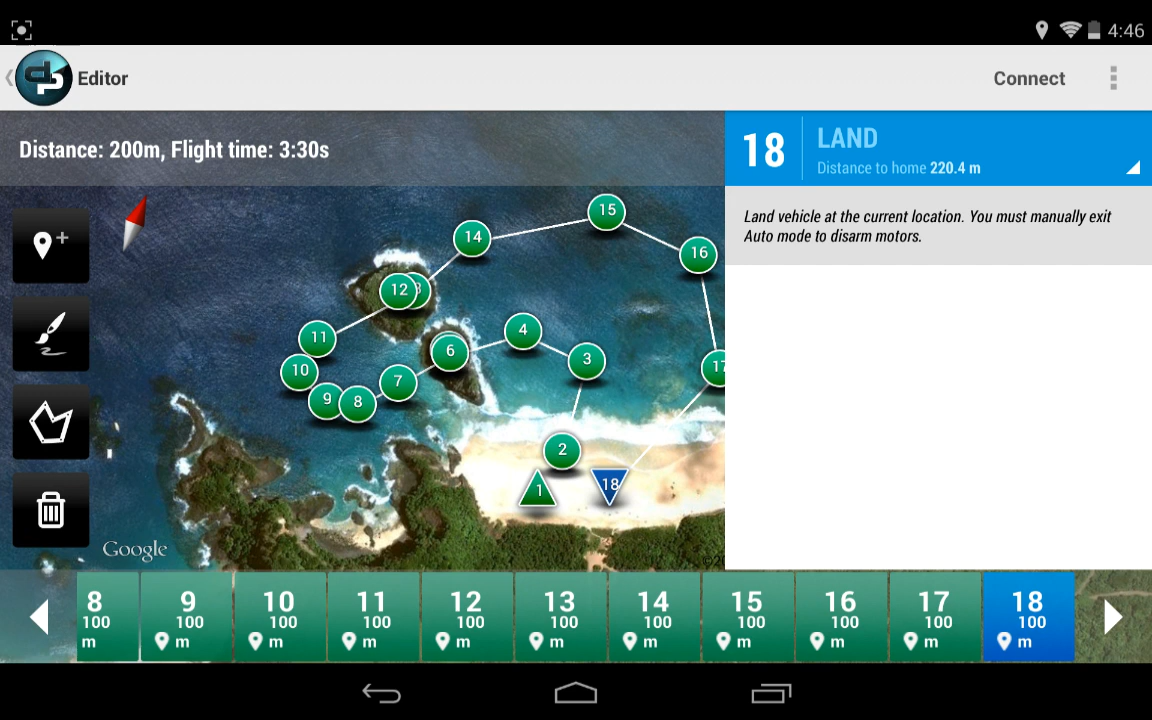 4:46
Editor
Connect
Distance: 200m, Flight time: 3:30s
18
LAND
Distance to home 220.4 m
Land vehicle at the current location. You must manually exit
Auto mode to disarm motors.
15
14
16
12
11
4
6
3
17
10
7
9
8
2
1
18
Google
8
100
m
9
100
m
10
100
m
11
100
m
12
100
m
13
100
m
14
100
m
15
100
m
16
100
m
17
100
m
18
100
m